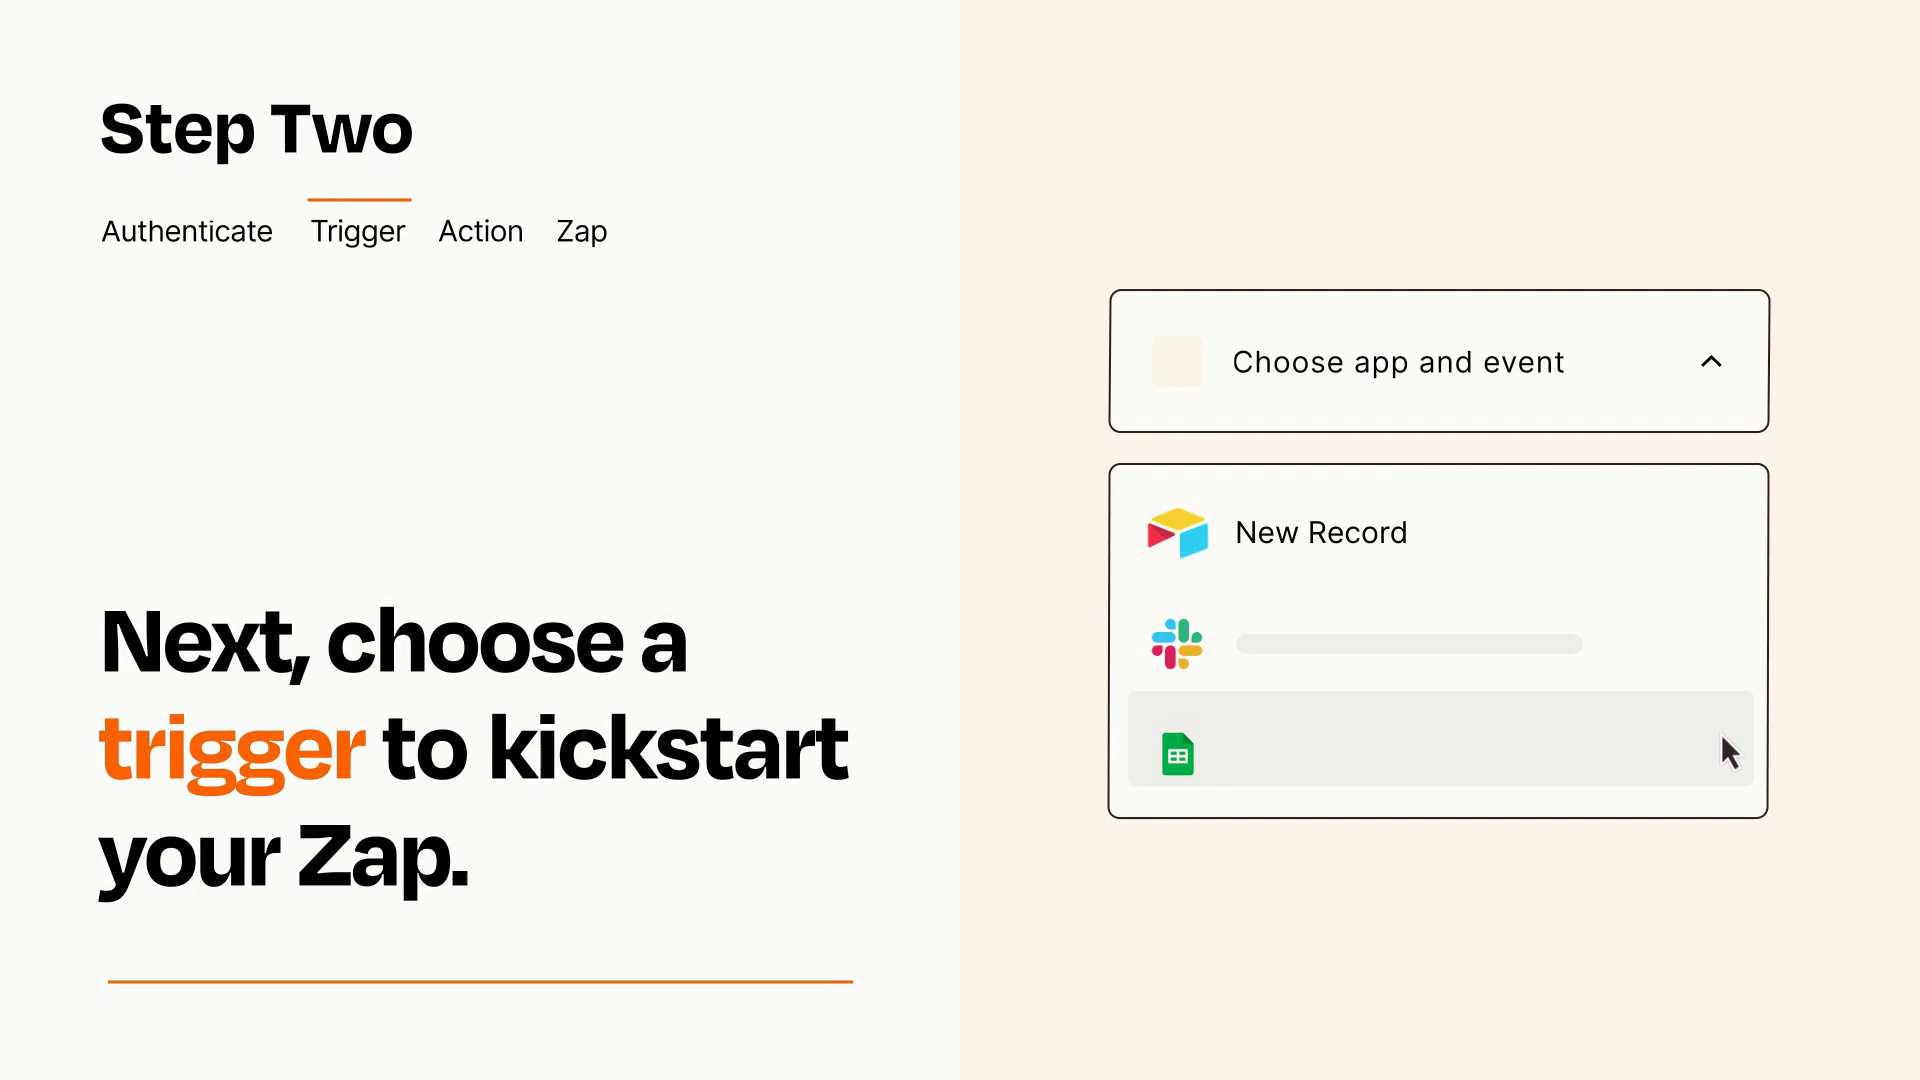 Step Two
Authenticate Trigger Action Zap
Next, choose a
trigger to kickstart
your Zap.
Choose app and event
New Record